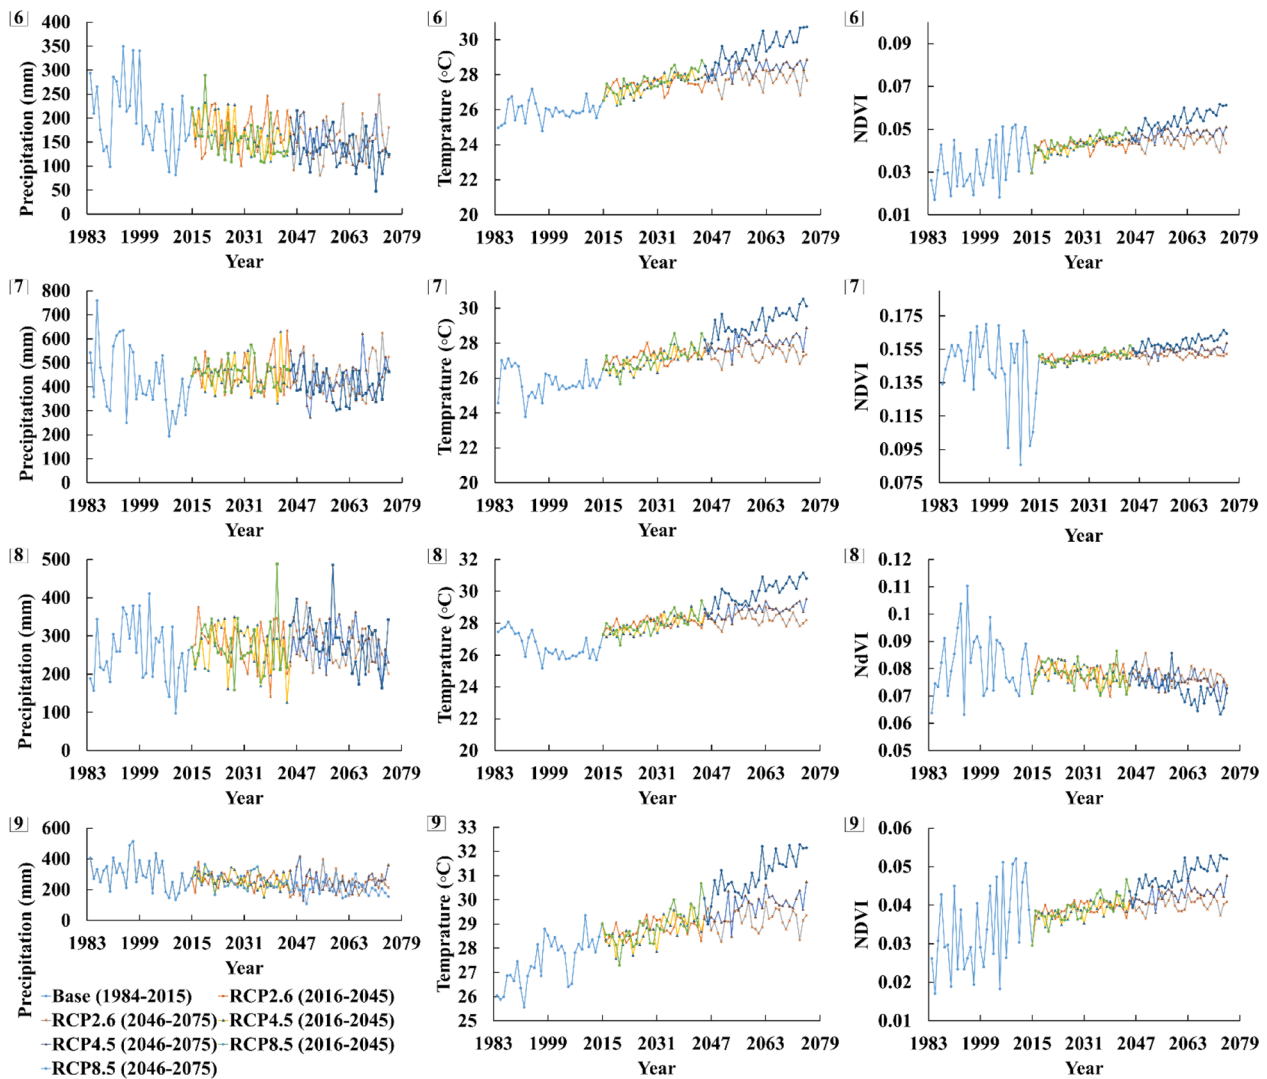 6
Precipitation (mm)
400
350
300
250
200
150
100
50
0
1983 1999 2015 2031 2047 2063 2079
Year
6
Temprature (◦C)
30
28
26
24
22
20
1983 1999 2015 2031 2047 2063 2079
Year
6
NDVI
0.09
0.07
0.05
0.03
0.01
1983 1999 2015 2031 2047 2063 2079
Year
7
Precipitation (mm)
800
700
600
500
400
300
200
100
0
1983 1999 2015 2031 2047 2063 2079
Year
7
Temprature (◦C)
30
28
26
24
22
20
1983 1999 2015 2031 2047 2063 2079
Year
7
NDVI
0.175
0.155
0.135
0.115
0.095
0.075
1983 1999 2015 2031 2047 2063 2079
Year
8
Precipitation (mm)
500
400
300
200
100
0
1983 1999 2015 2031 2047 2063 2079
Year
8
Temprature (◦C)
32
30
28
26
24
22
20
1983 1999 2015 2031 2047 2063 2079
Year
8
NdVI
0.12
0.11
0.1
0.09
0.08
0.07
0.06
0.05
1983 1999 2015 2031 2047 2063 2079
Year
9
Precipitation (mm)
600
400
200
0
1983 1999 2015 2031 2047 2063 2079
Year
9
Temprature (◦C)
33
32
31
30
29
28
27
26
25
1983 1999 2015 2031 2047 2063 2079
Year
9
NDVI
0.06
0.05
0.04
0.03
0.02
0.01
1983 1999 2015 2031 2047 2063 2079
Year
Base (1984-2015) RCP2.6 (2016-2045)
RCP2.6 (2046-2075) RCP4.5 (2016-2045)
RCP4.5 (2046-2075) RCP8.5 (2016-2045)
RCP8.5 (2046-2075)